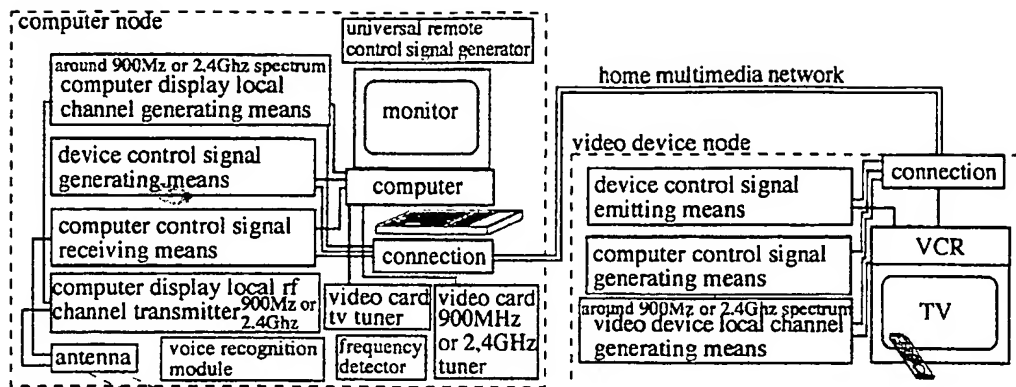 computer node
universal remote
control signal generator
around 900Mz or 2.4Ghz spectrum
computer display local
channel generating means
monitor
device control signal
generating means
computer
computer control signal
receiving means
connection
computer display local rf
channel transmitter 900Mz or
2.4Ghz
antenna
voice recognition
module
video card
tv tuner
frequency
detector
video card
900MHz
or 2,4GHz
tuner
home multimedia network
video device node
connection
device control signal
emitting means
computer control signal
generating means
around 900Mz or 2.4Ghz spectrum
video device local channel
generating means
VCR
TV